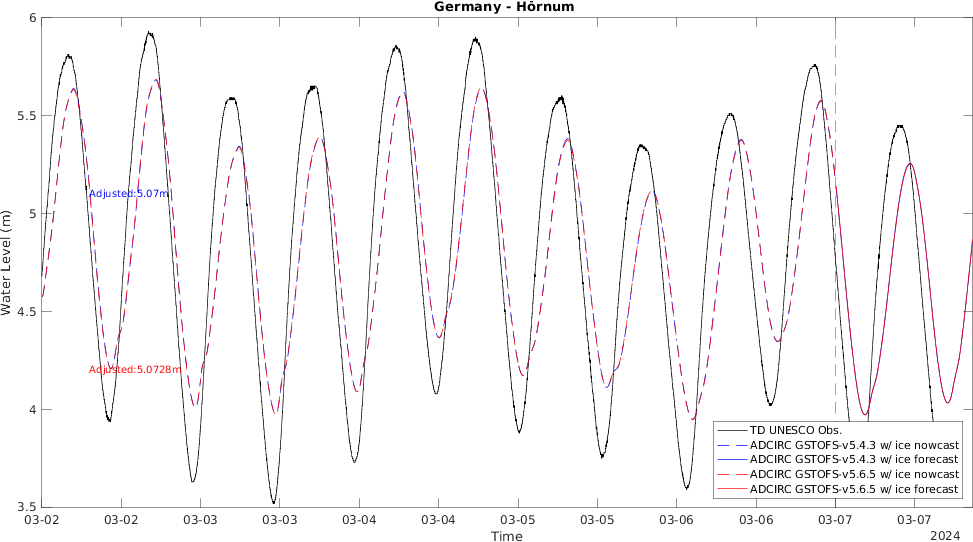 Germany - Hörnum
6
5.5
5
4.5
4
3.5
Water Level (m)
Adjusted:5.07m
Adjusted:5.0728m
TD UNESCO Obs.
ADCIRC GSTOFS-v5.4.3 w/ ice nowcast
ADCIRC GSTOFS-v5.4.3 w/ ice forecast
ADCIRC GSTOFS-v5.6.5 w/ ice nowcast
ADCIRC GSTOFS-v5.6.5 w/ ice forecast
03-02 03-02 03-03 03-03 03-04 03-04 03-05 03-05 03-06 03-06 03-07 03-07
Time
2024